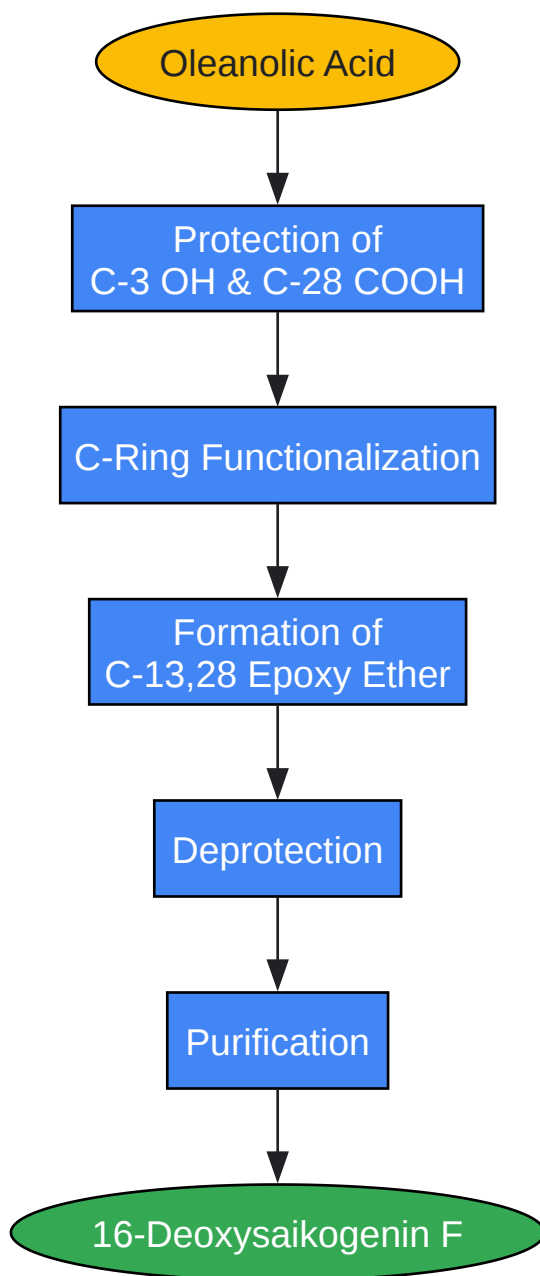 Oleanolic Acid
Protection of
C-3 OH & C-28 COOH
C-Ring Functionalization
Formation of
C-13,28 Epoxy Ether
Deprotection
Purification
16-Deoxysaikogenin F